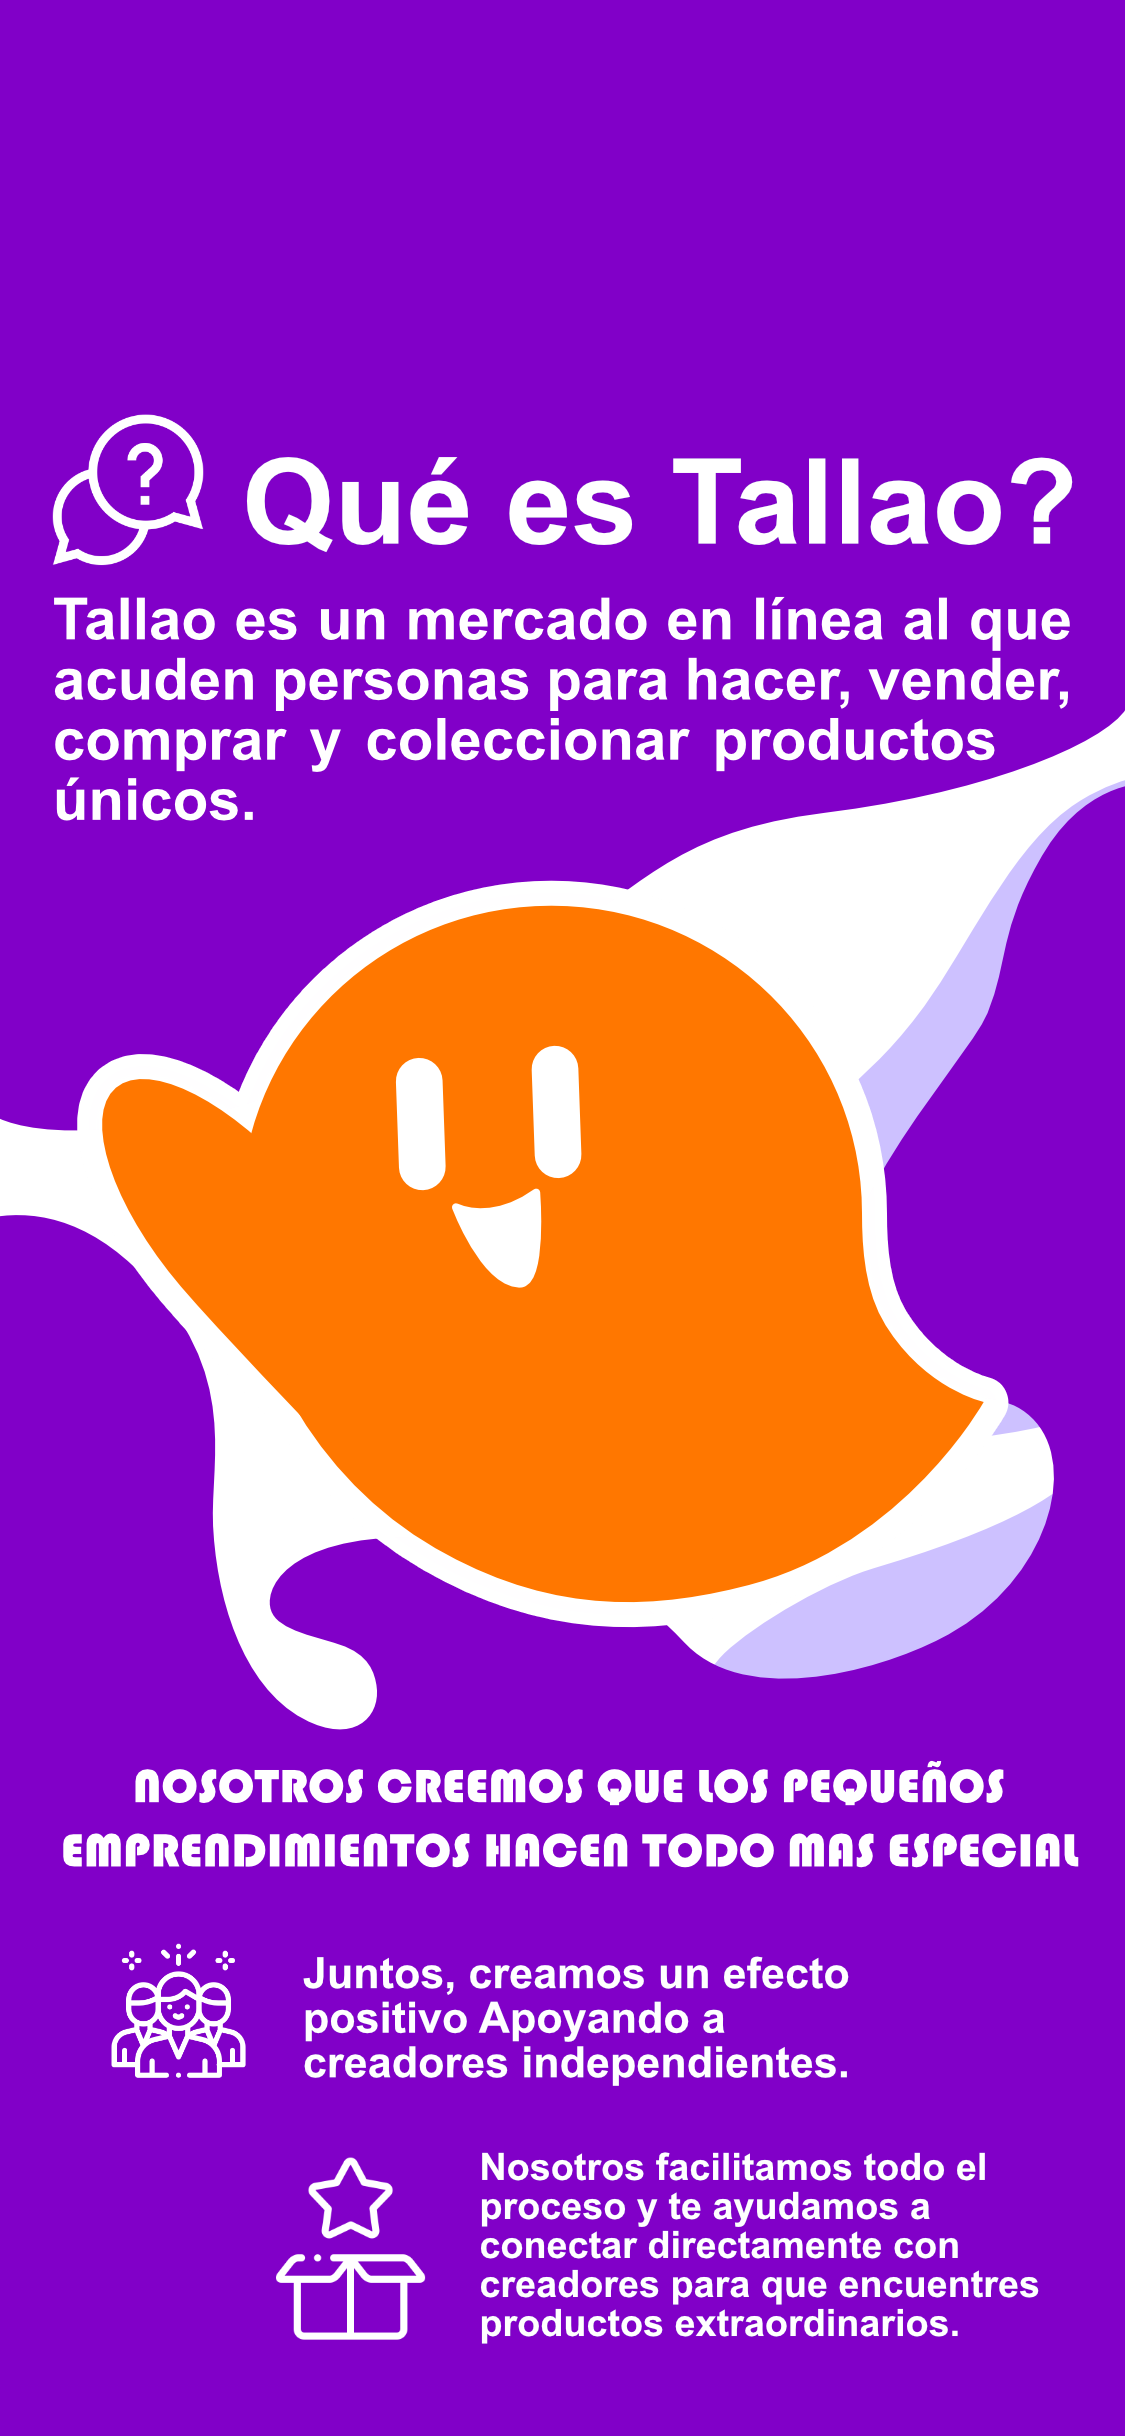 ?
Qué es Tallao?
Tallao es un mercado en línea al que
acuden personas para hacer, vender,
comprar y coleccionar productos
únicos.
NOSOTROS CREEMOS QUE LOS PEQUEÑOS
EMPRENDIMIENTOS HACEN TODO MAS ESPECIAL
Juntos, creamos un efecto
positivo Apoyando a
creadores independientes.
Nosotros facilitamos todo el
proceso y te ayudamos a
conectar directamente con
creadores para que encuentres
productos extraordinarios.